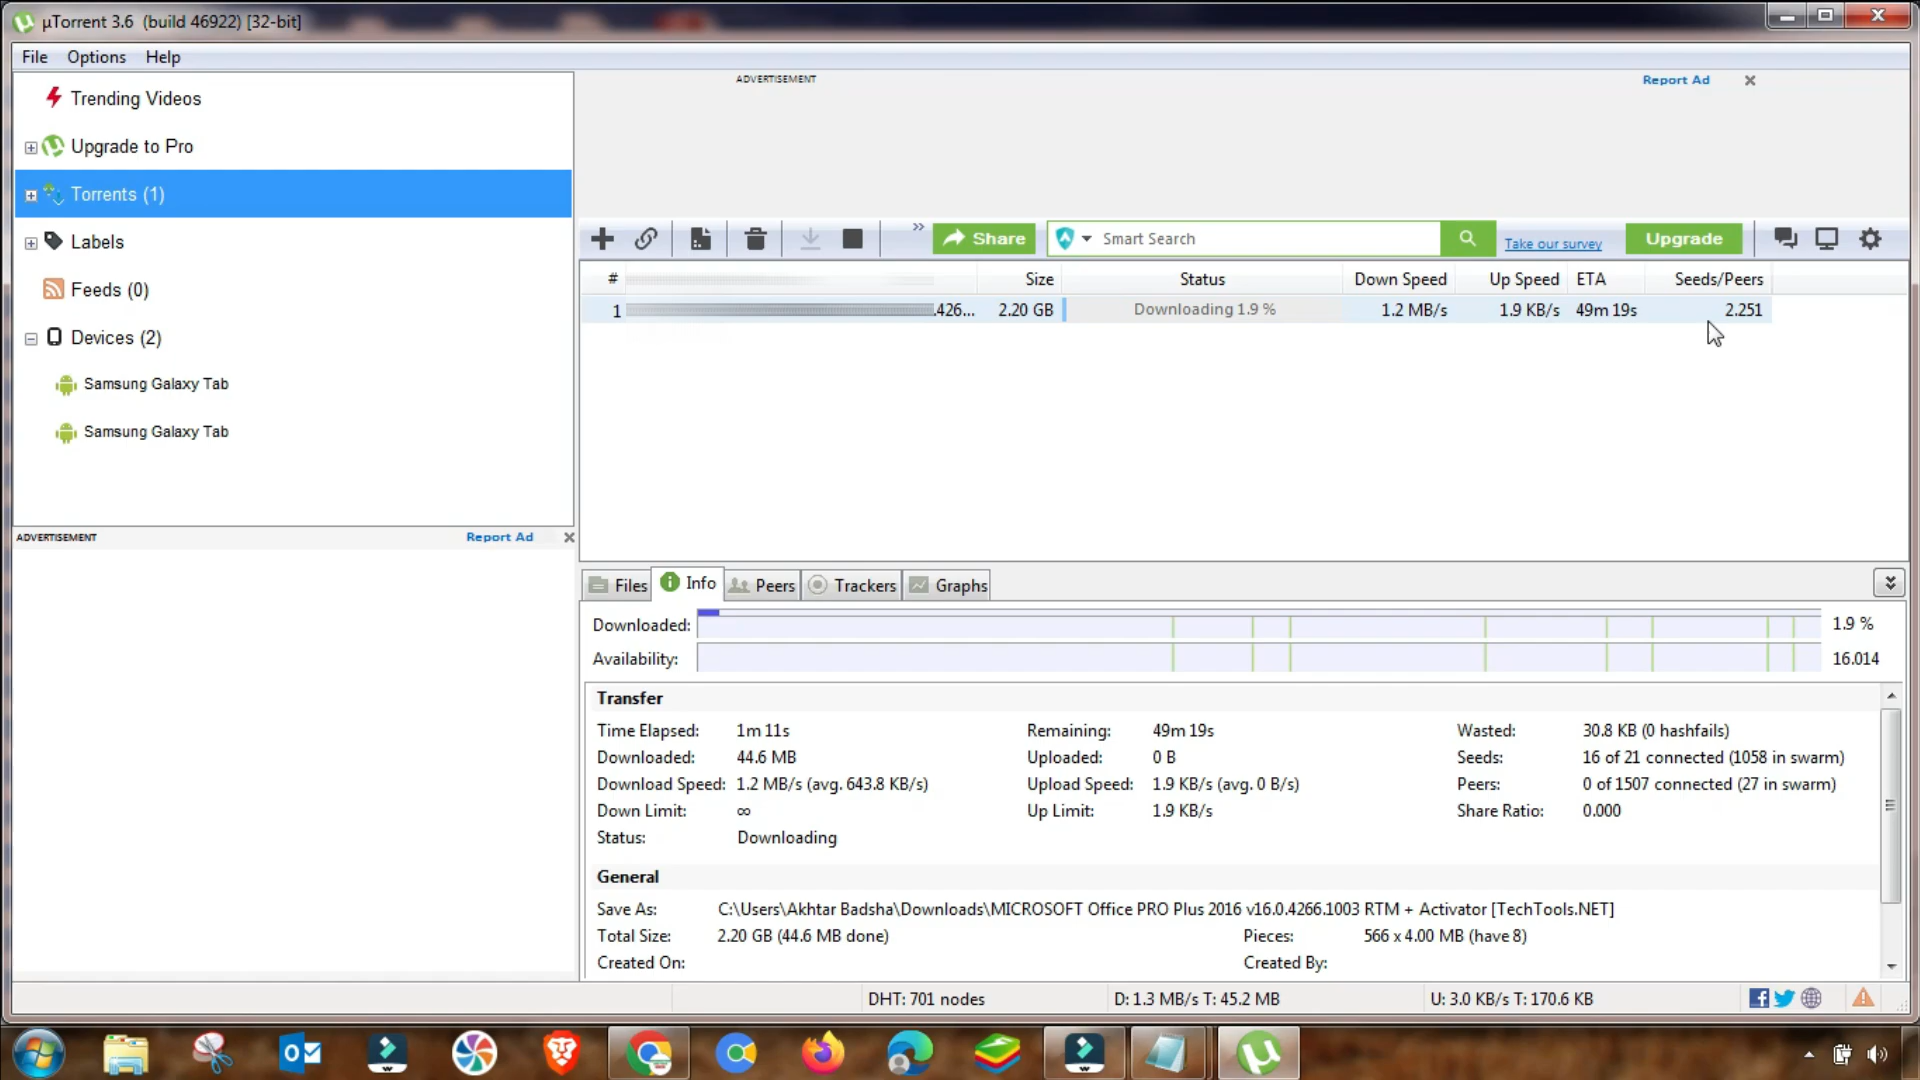 µTorrent 3.6 (build 46922) [32-bit]
File Options Help
Trending Videos
Upgrade to Pro
Torrents (1)
Labels
Feeds (0)
Devices (2)
Samsung Galaxy Tab
Samsung Galaxy Tab
ADVERTISEMENT Report Ad
ADVERTISEMENT Report Ad
Share Smart Search Take our survey Upgrade
# Size Status Down Speed Up Speed ETA Seeds/Peers
1 .426... 2.20 GB Downloading 1.9 % 1.2 MB/s 1.9 KB/s 49m 19s 2.251
Files Info Peers Trackers Graphs
Downloaded: 1.9 %
Availability: 16.014
Transfer
Time Elapsed: 1m 11s Remaining: 49m 19s Wasted: 30.8 KB (0 hashfails)
Downloaded: 44.6 MB Uploaded: 0 B Seeds: 16 of 21 connected (1058 in swarm)
Download Speed: 1.2 MB/s (avg. 643.8 KB/s) Upload Speed: 1.9 KB/s (avg. 0 B/s) Peers: 0 of 1507 connected (27 in swarm)
Down Limit: ∞ Up Limit: 1.9 KB/s Share Ratio: 0.000
Status: Downloading
General
Save As: C:\Users\Akhtar Badsha\Downloads\MICROSOFT Office PRO Plus 2016 v16.0.4266.1003 RTM + Activator [TechTools.NET]
Total Size: 2.20 GB (44.6 MB done) Pieces: 566 x 4.00 MB (have 8)
Created On: Created By:
DHT: 701 nodes D: 1.3 MB/s T: 45.2 MB U: 3.0 KB/s T: 170.6 KB